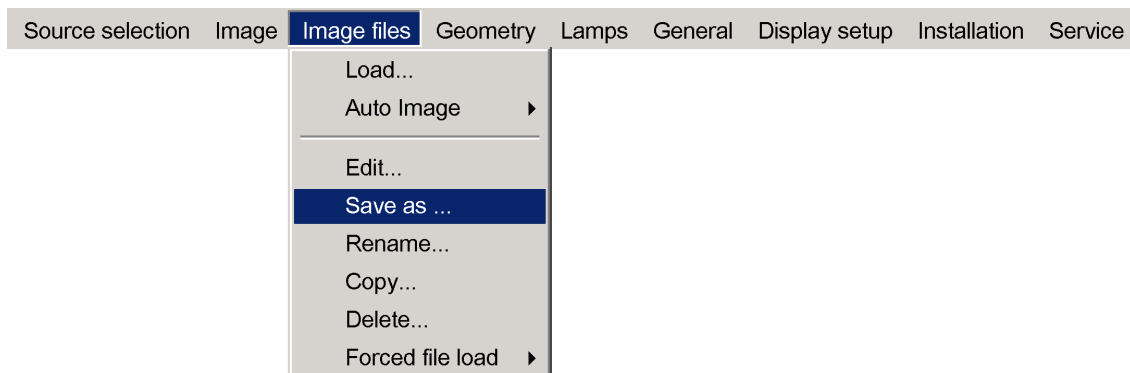 Source selection Image Image files Geometry Lamps General Display setup Installation Service
Load...
Auto Image
Edit...
Save as ...
Rename...
Copy...
Delete...
Forced file load